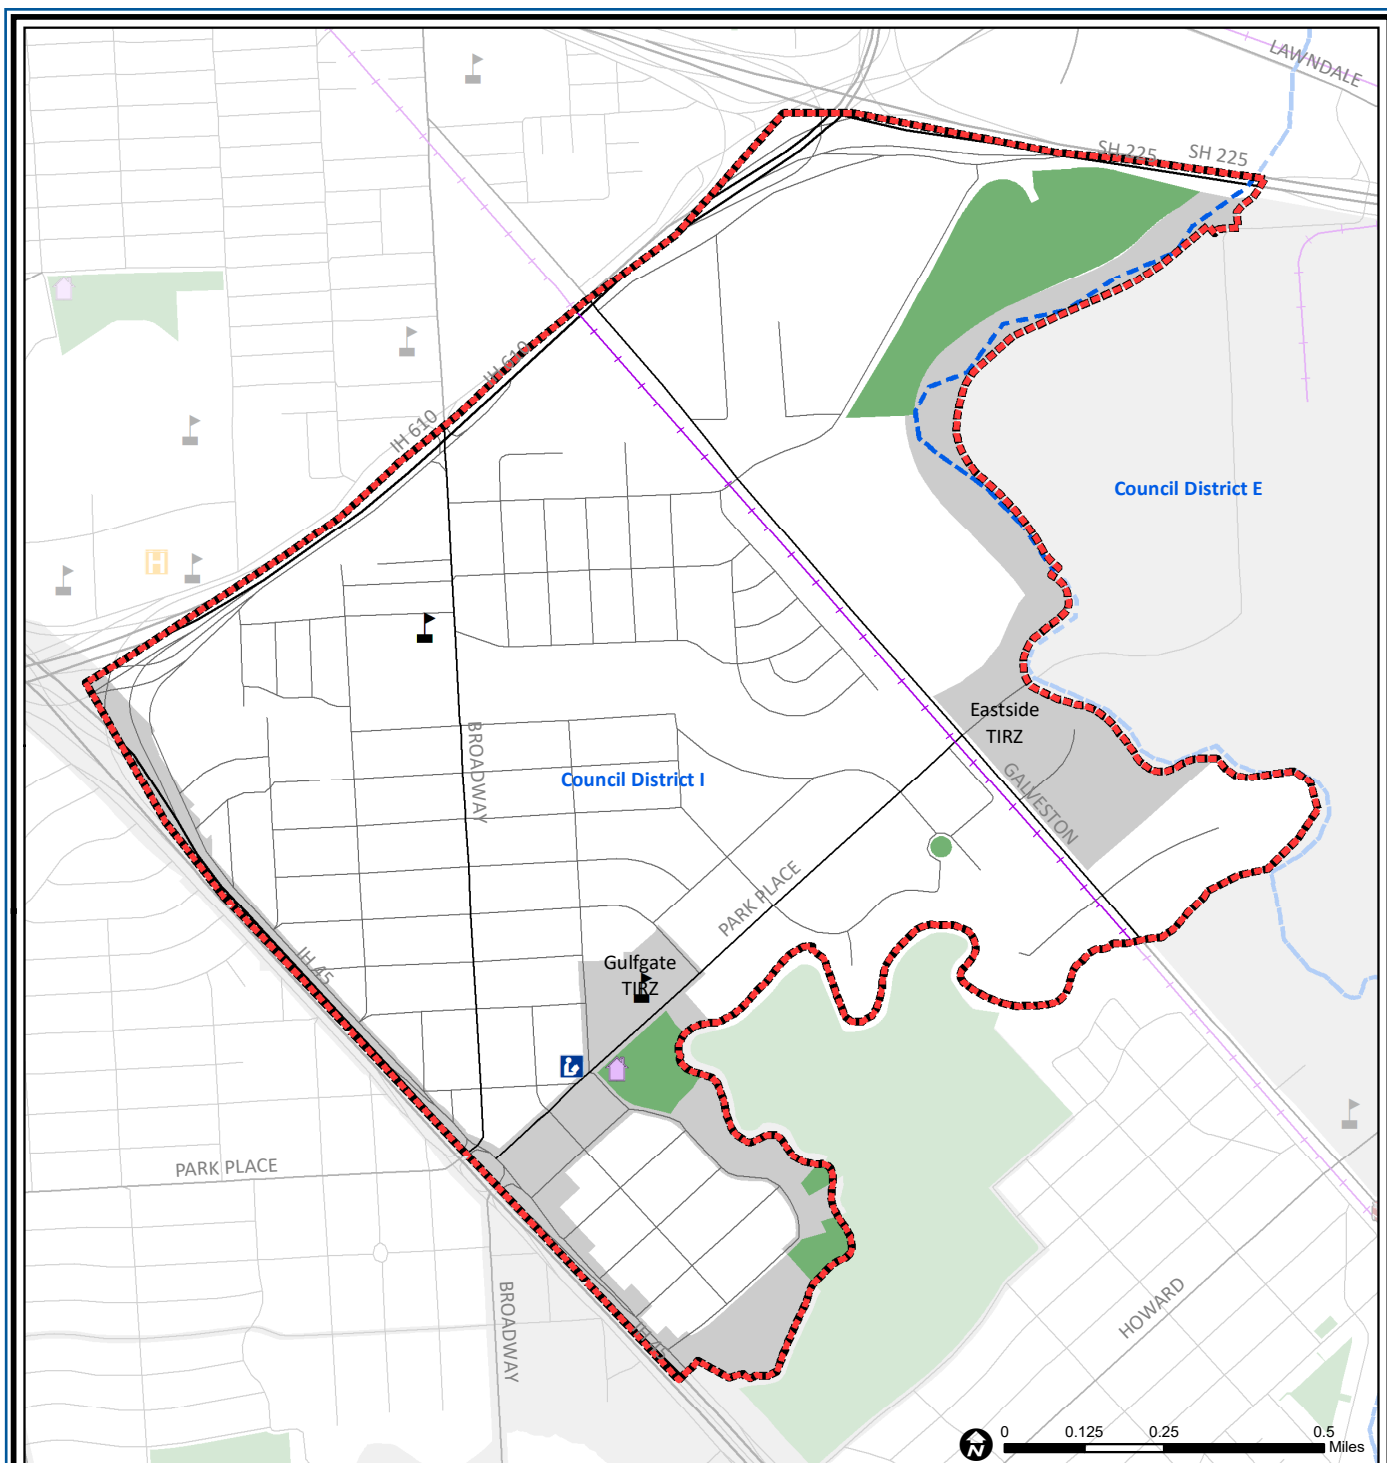 LAWNDALE
SH 225
SH 225
IH 610
IH 610
H
Council District E
Eastside
TIRZ
BROADWAY
Council District I
GALVESTON
PARK PLACE
Gulfgate
TIRZ
IH 45
PARK PLACE
BROADWAY
HOWARD
N
0 0.125 0.25 0.5
Miles